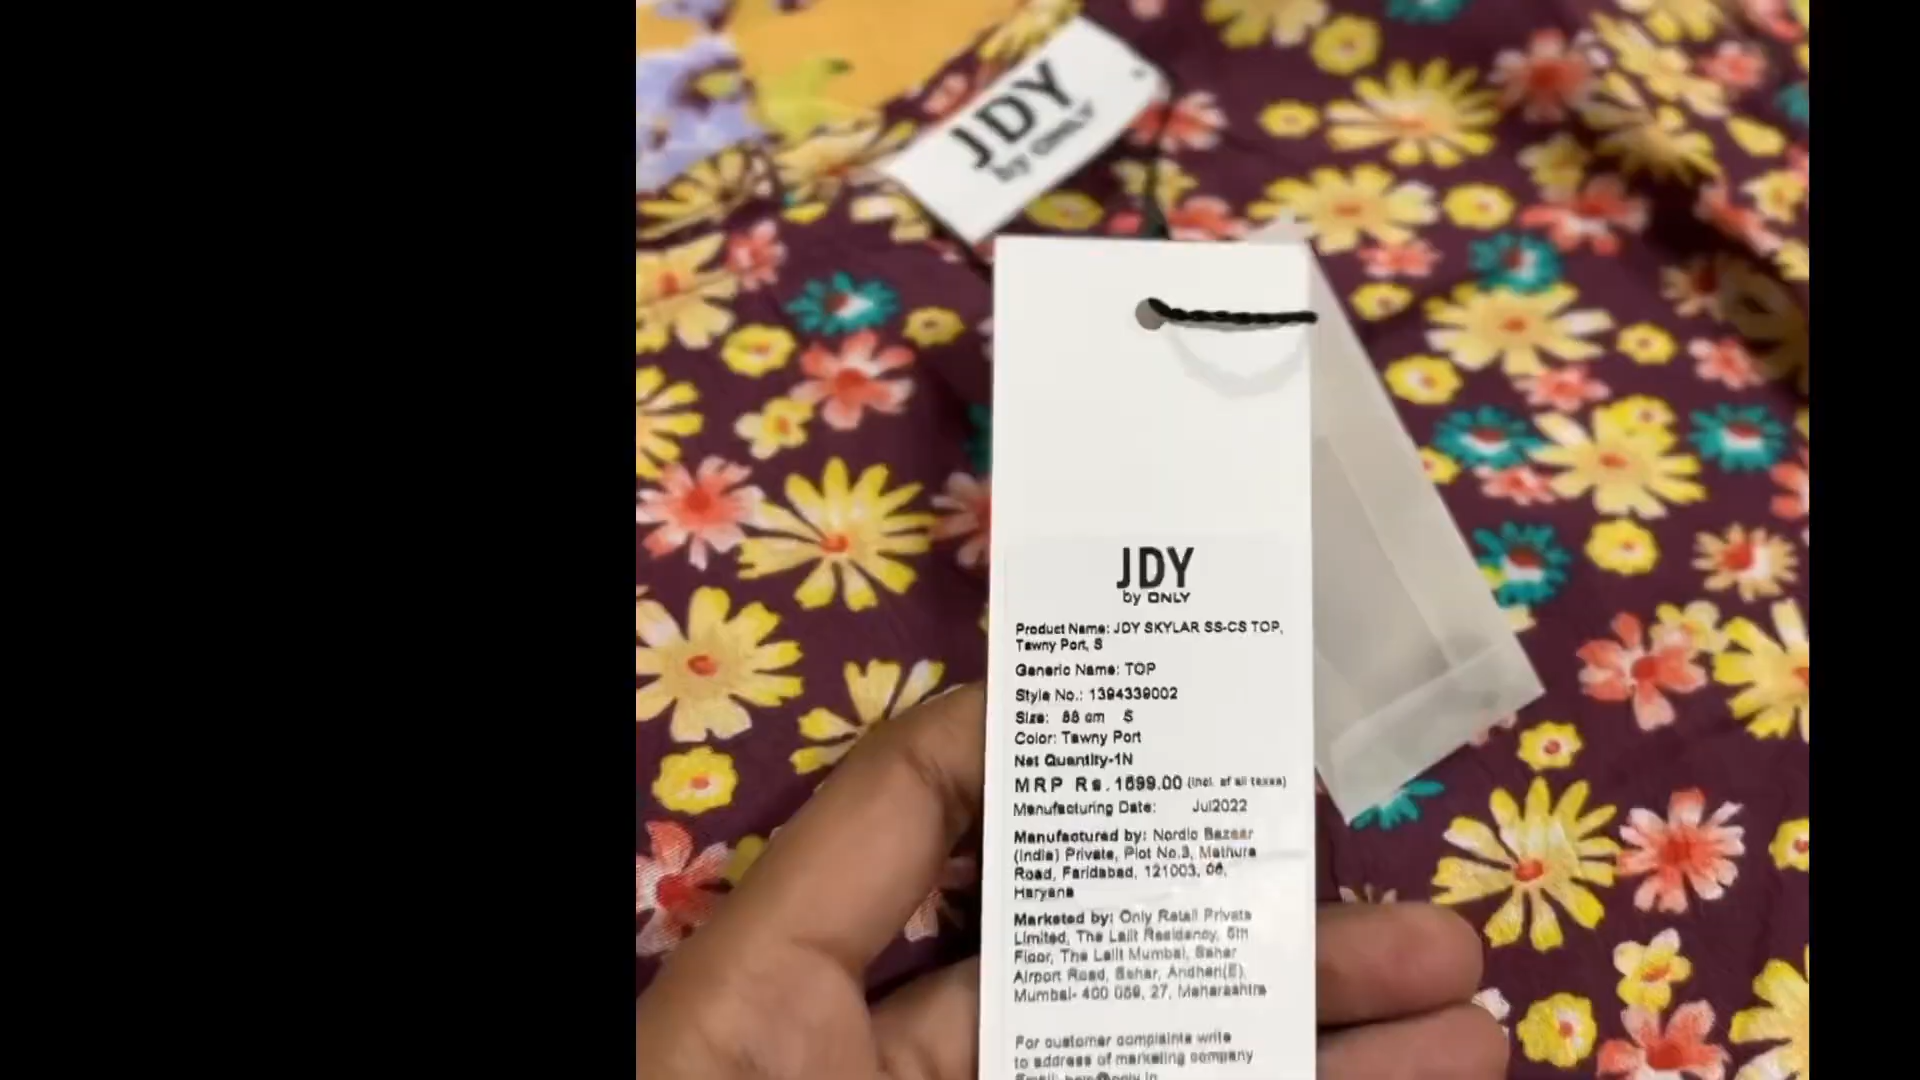 JDY
by ONLY
JDY
by ONLY
Product Name: JDY SKYLAR SS-CS TOP,
Tawny Port, S
Generic Name: TOP
Style No.: 1394339002
Size: 88 cm S
Color: Tawny Port
Net Quantity-1N
MRP Rs. (Incl. of all taxes)
Manufacturing Date: Jul2022
Manufactured by: Nordic Bazaar
(India) Private, Plot No.3, Mathura
Road, Faridabad, 121003, 06,
Haryana
Marketed by: Only Retail Private
Limited, The Lalit Residency, 5th
Floor, The Lalit Mumbai, Sahar
Airport Road, Sahar, Andheri(E),
Mumbai- 400 27, Maharashtra
For customer complaints write
to address of marketing company